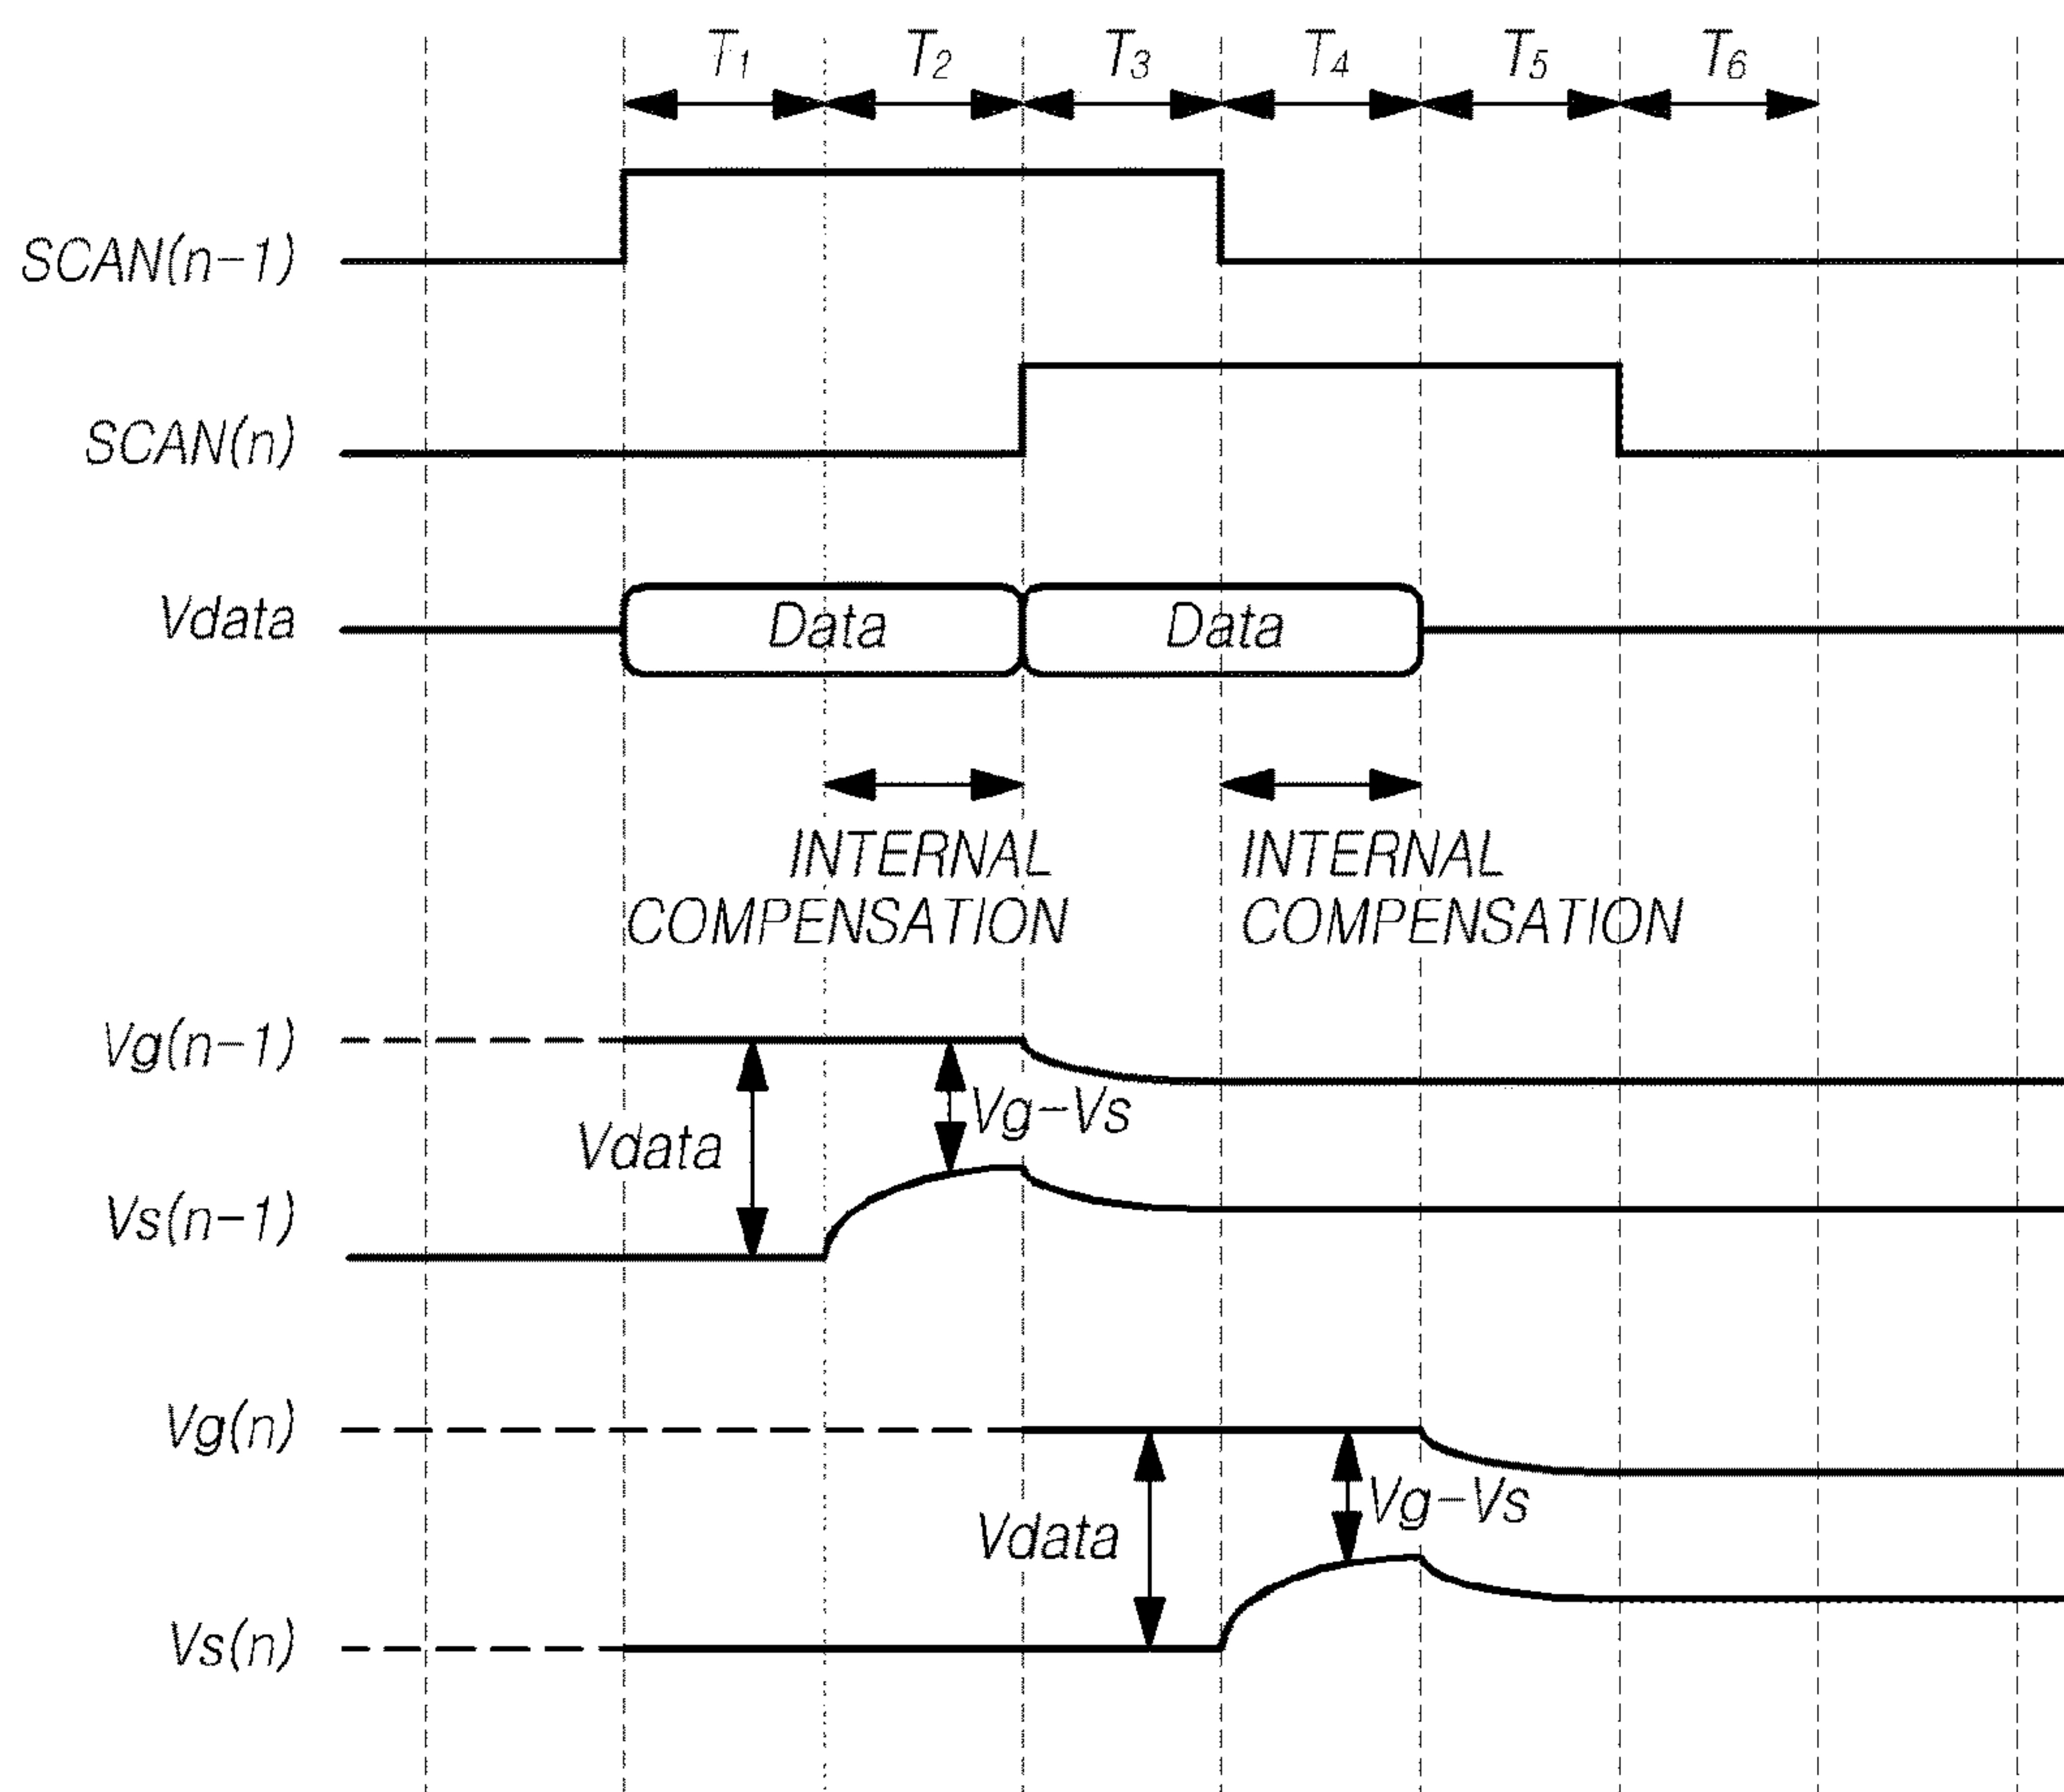 T1 T2 T3 T4 T5 T6
SCAN(n-1)
SCAN(n)
Vdata
Data Data
INTERNAL COMPENSATION
INTERNAL COMPENSATION
Vg(n-1)
Vg-Vs
Vdata
Vs(n-1)
Vg(n)
Vg-Vs
Vdata
Vs(n)